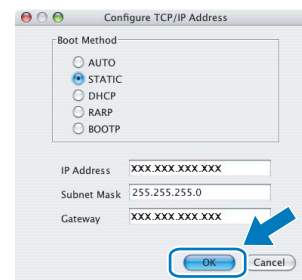 Configure TCP/IP Address
Boot Method
AUTO
STATIC
DHCP
RARP
BOOTP
IP Address XXX.XXX.XXX.XXX
Subnet Mask 255.255.255.0
Gateway XXX.XXX.XXX.XXX
OK Cancel